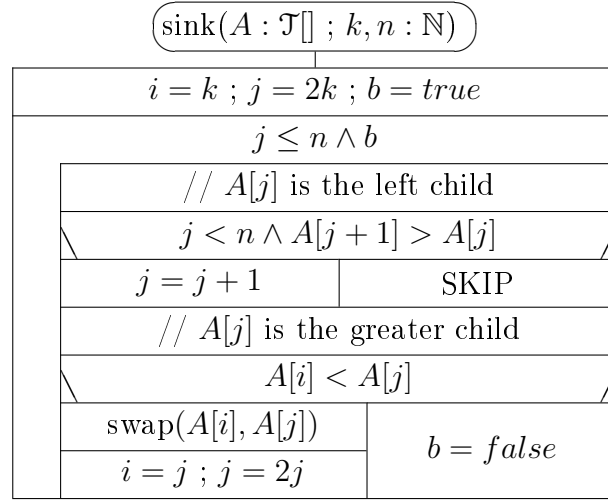 sink(A : 𝒯[] ; k, n : ℕ)
i = k ; j = 2k ; b = true
j ≤ n ∧ b
// A[j] is the left child
j < n ∧ A[j + 1] > A[j]
j = j + 1
SKIP
// A[j] is the greater child
A[i] < A[j]
swap(A[i], A[j])
i = j ; j = 2j
b = false